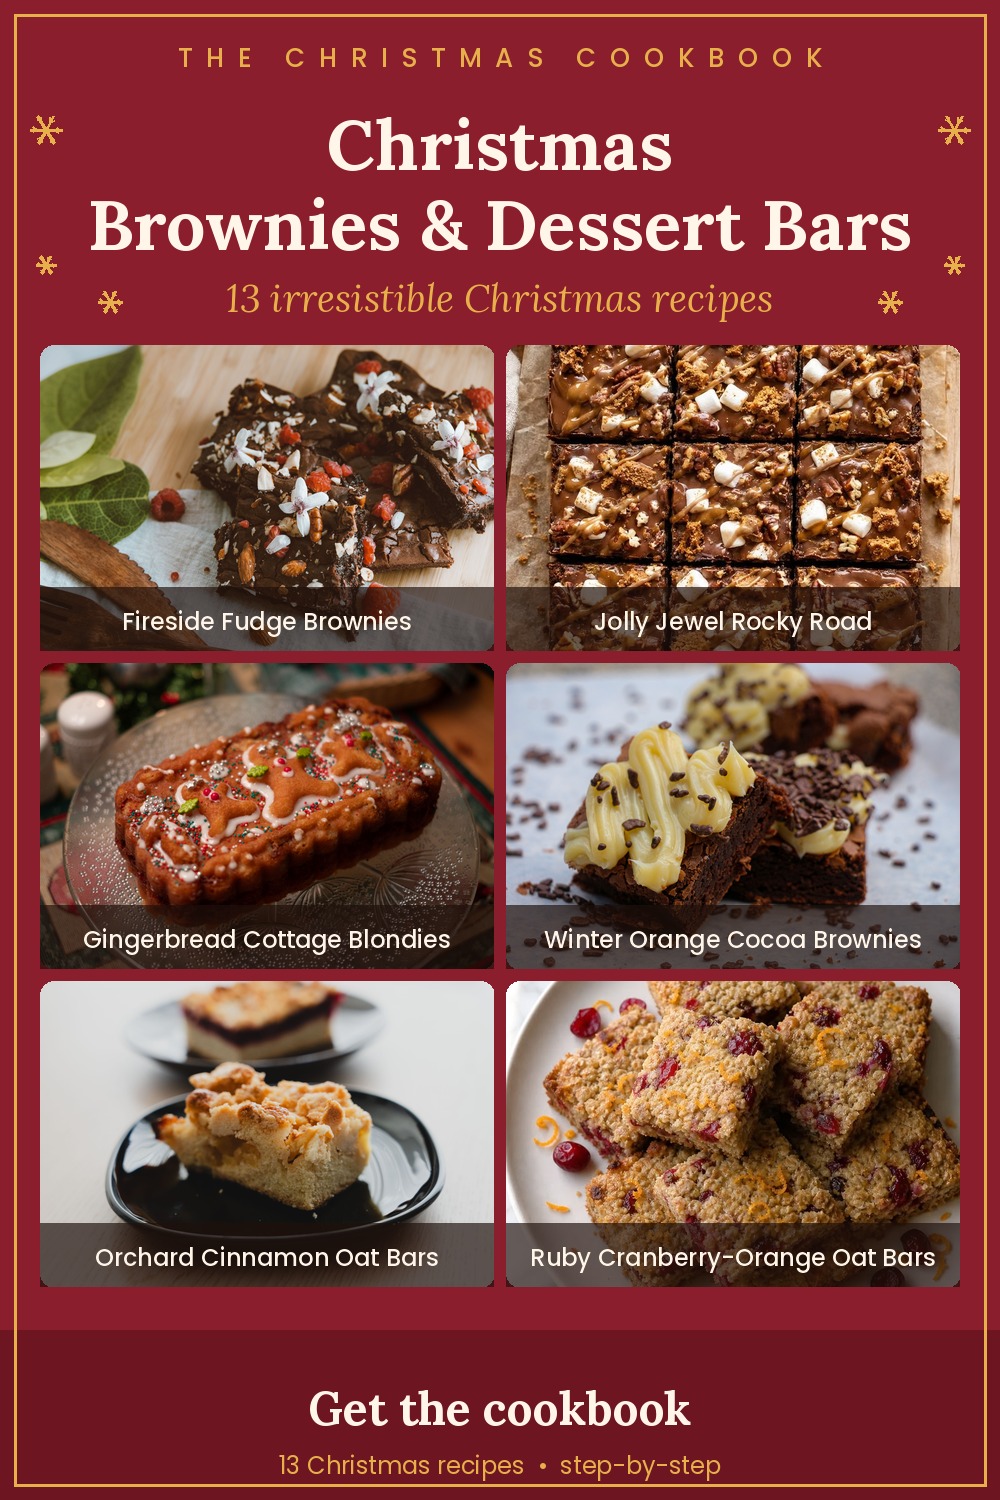 THE CHRISTMAS COOKBOOK
Christmas
Brownies & Dessert Bars
13 irresistible Christmas recipes
Fireside Fudge Brownies
Jolly Jewel Rocky Road
Gingerbread Cottage Blondies
Winter Orange Cocoa Brownies
Orchard Cinnamon Oat Bars
Ruby Cranberry-Orange Oat Bars
Get the cookbook
13 Christmas recipes • step-by-step